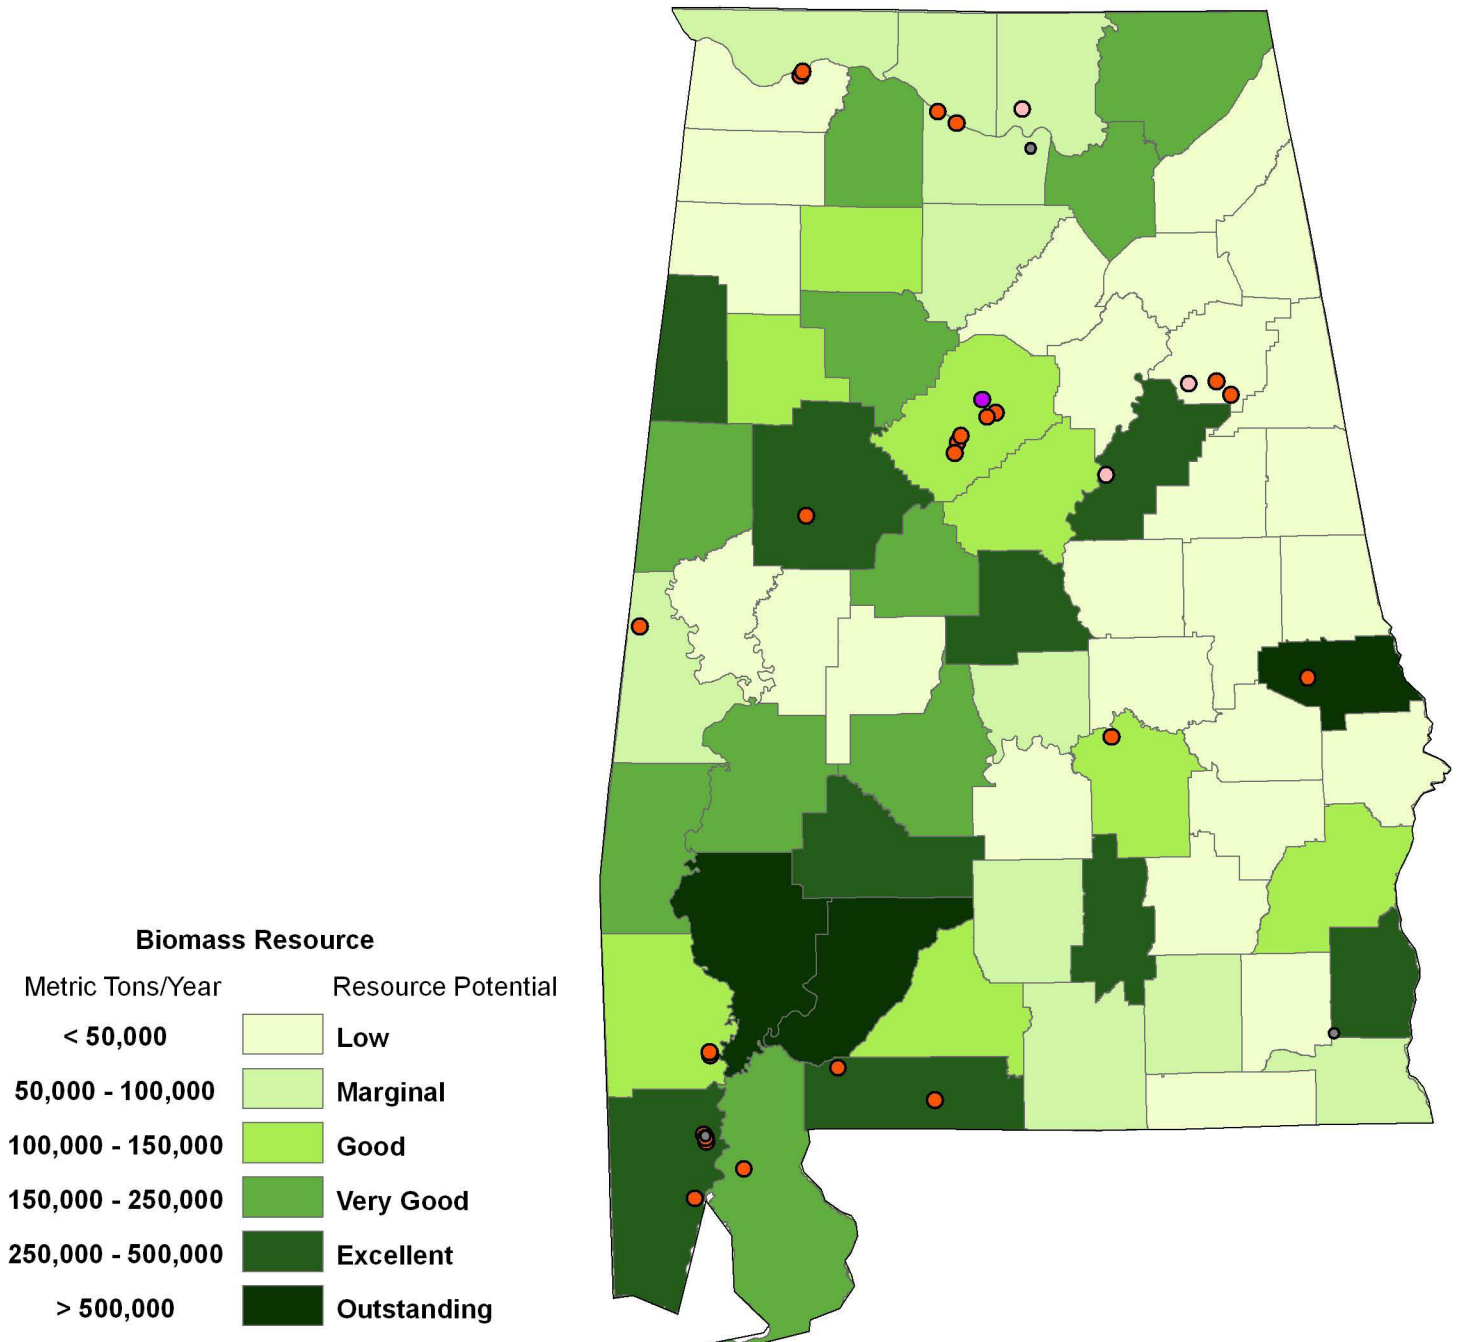 Biomass Resource
Metric Tons/Year Resource Potential
< 50,000 Low
50,000 - 100,000 Marginal
100,000 - 150,000 Good
150,000 - 250,000 Very Good
250,000 - 500,000 Excellent
> 500,000 Outstanding